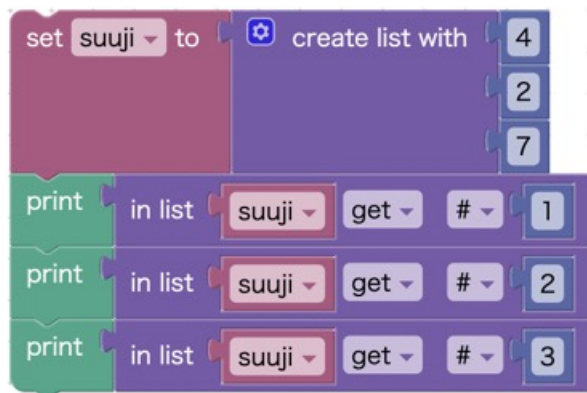 set suuji to create list with 4
2
7
print in list suuji get # 1
print in list suuji get # 2
print in list suuji get # 3